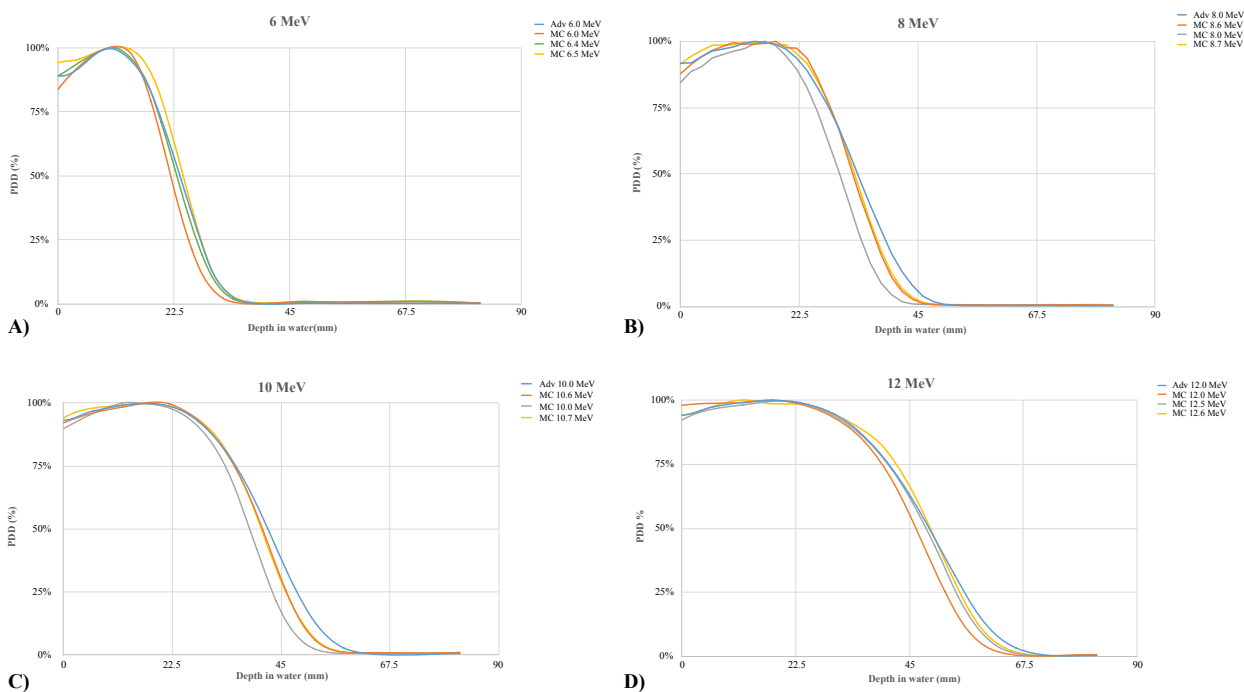 6 MeV
Adv 6.0 MeV
MC 6.0 MeV
MC 6.4 MeV
MC 6.5 MeV
100%
75%
50%
25%
0%
PDD (%)
0 22.5 45 67.5 90
Depth in water(mm)
A)
8 MeV
Adv 8.0 MeV
MC 8.6 MeV
MC 8.0 MeV
MC 8.7 MeV
100%
75%
50%
25%
0%
PDD (%)
0 22.5 45 67.5 90
Depth in water (mm)
B)
10 MeV
Adv 10.0 MeV
MC 10.6 MeV
MC 10.0 MeV
MC 10.7 MeV
100%
75%
50%
25%
0%
PDD (%)
0 22.5 45 67.5 90
Depth in water (mm)
C)
12 MeV
Adv 12.0 MeV
MC 12.0 MeV
MC 12.5 MeV
MC 12.6 MeV
100%
75%
50%
25%
0%
PDD %
0 22.5 45 67.5 90
Depth in water (mm)
D)